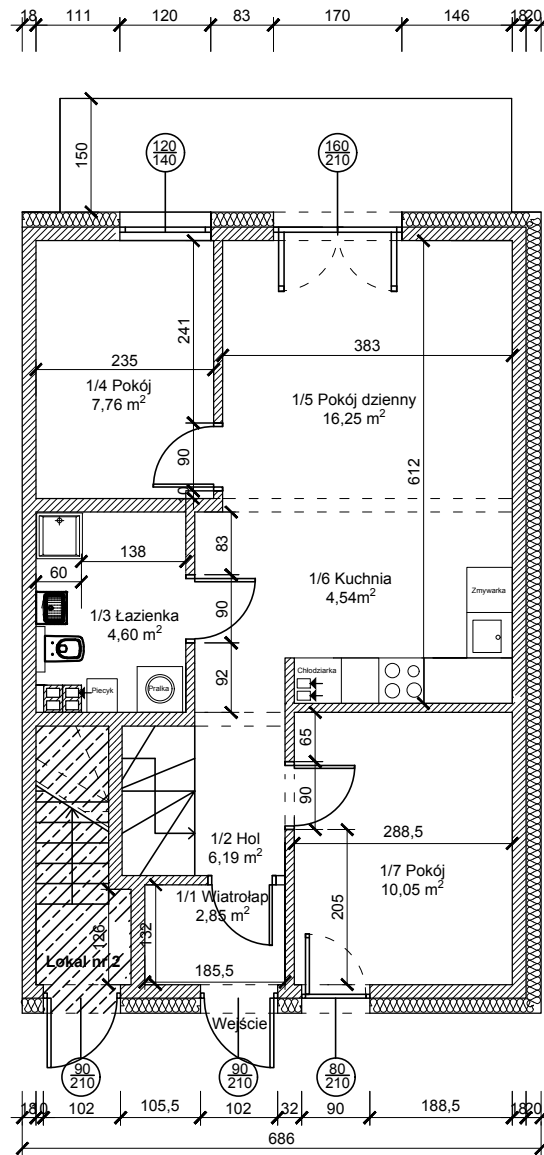 18 111 120 83 170 146 18 20
150
120
140
160
210
241
235
383
1/4 Pokój
7,76 m²
1/5 Pokój dzienny
16,25 m²
90
612
10
83
138
60
1/6 Kuchnia
4,54m²
Zmywarka
1/3 Łazienka
4,60 m²
90
92
Chłodziarka
Piecyk
Pralka
65
90
1/2 Hol
6,19 m²
288,5
1/7 Pokój
10,05 m²
1/1 Wiatrołap
2,85 m²
205
126
132
Lokal nr 2
185,5
Wejście
90
210
90
210
80
210
18 10 102 105,5 102 32 90 188,5 18 20
686